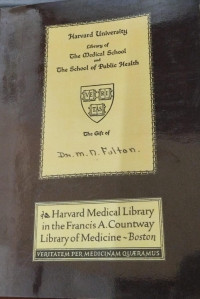 Harvard University
Library of
The Medical School
and
The School of Public Health
VE RI
TAS
The Gift of
Dr. M. N. Fulton.
Harvard Medical Library
in the Francis A. Countway
Library of Medicine ~ Boston
VERITATEM PER MEDICINAM QUÆRAMUS